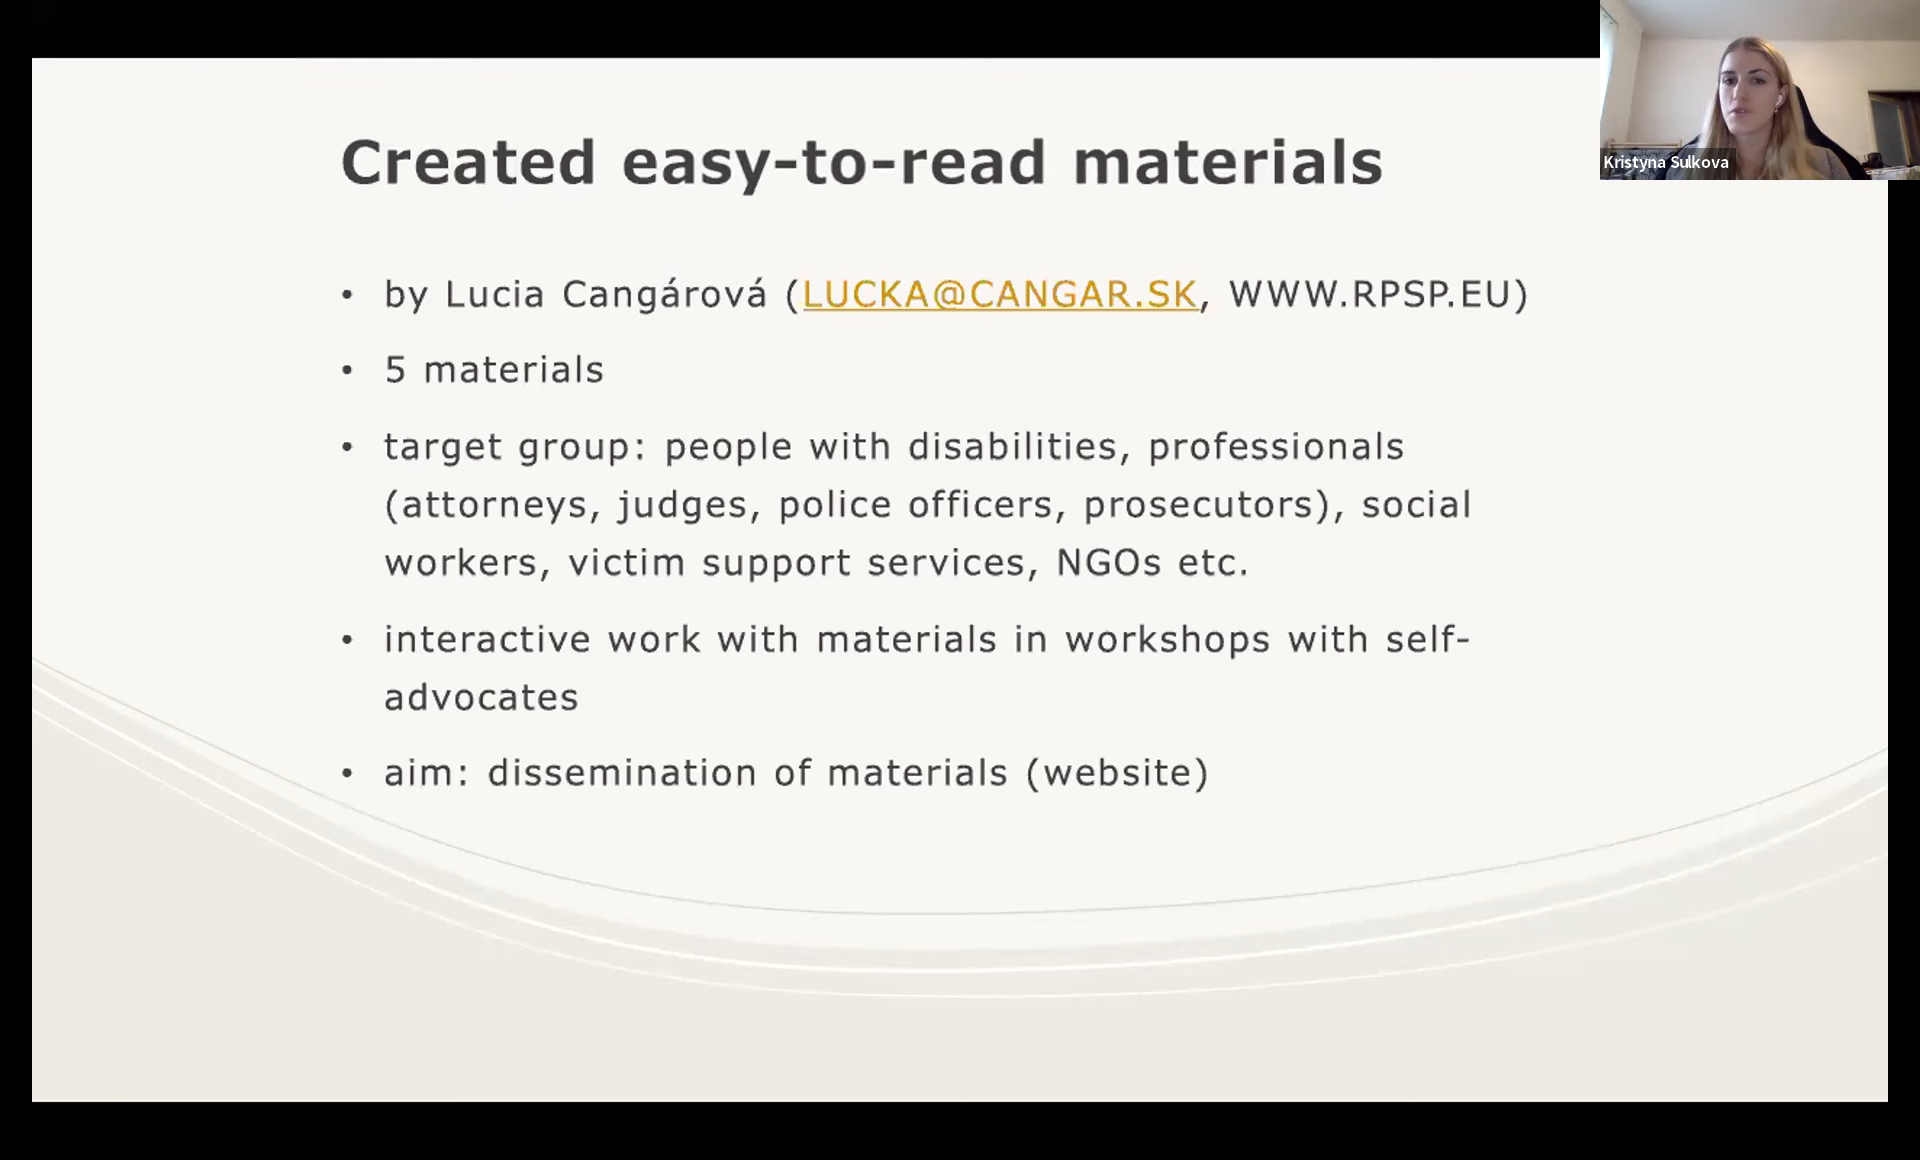 Created easy-to-read materials
• by Lucia Cangárová (LUCKA@CANGAR.SK, WWW.RPSP.EU)
• 5 materials
• target group: people with disabilities, professionals
(attorneys, judges, police officers, prosecutors), social
workers, victim support services, NGOs etc.
• interactive work with materials in workshops with self-
advocates
• aim: dissemination of materials (website)
Kristyna Sulkova